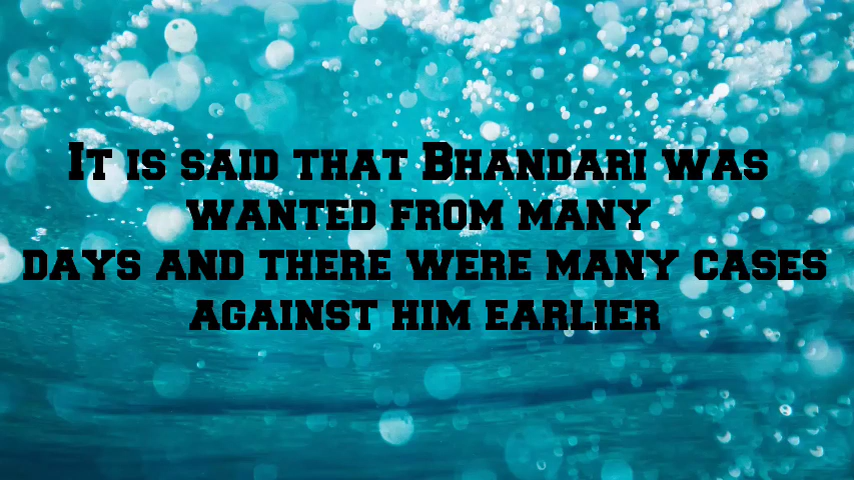 It is said that Bhandari was
wanted from many
days and there were many cases
against him earlier